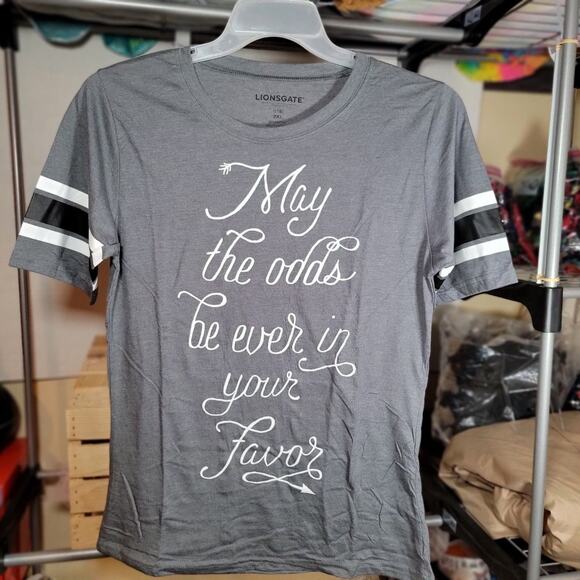 LIONSGATE
May
the odds
be ever in
your
Favor